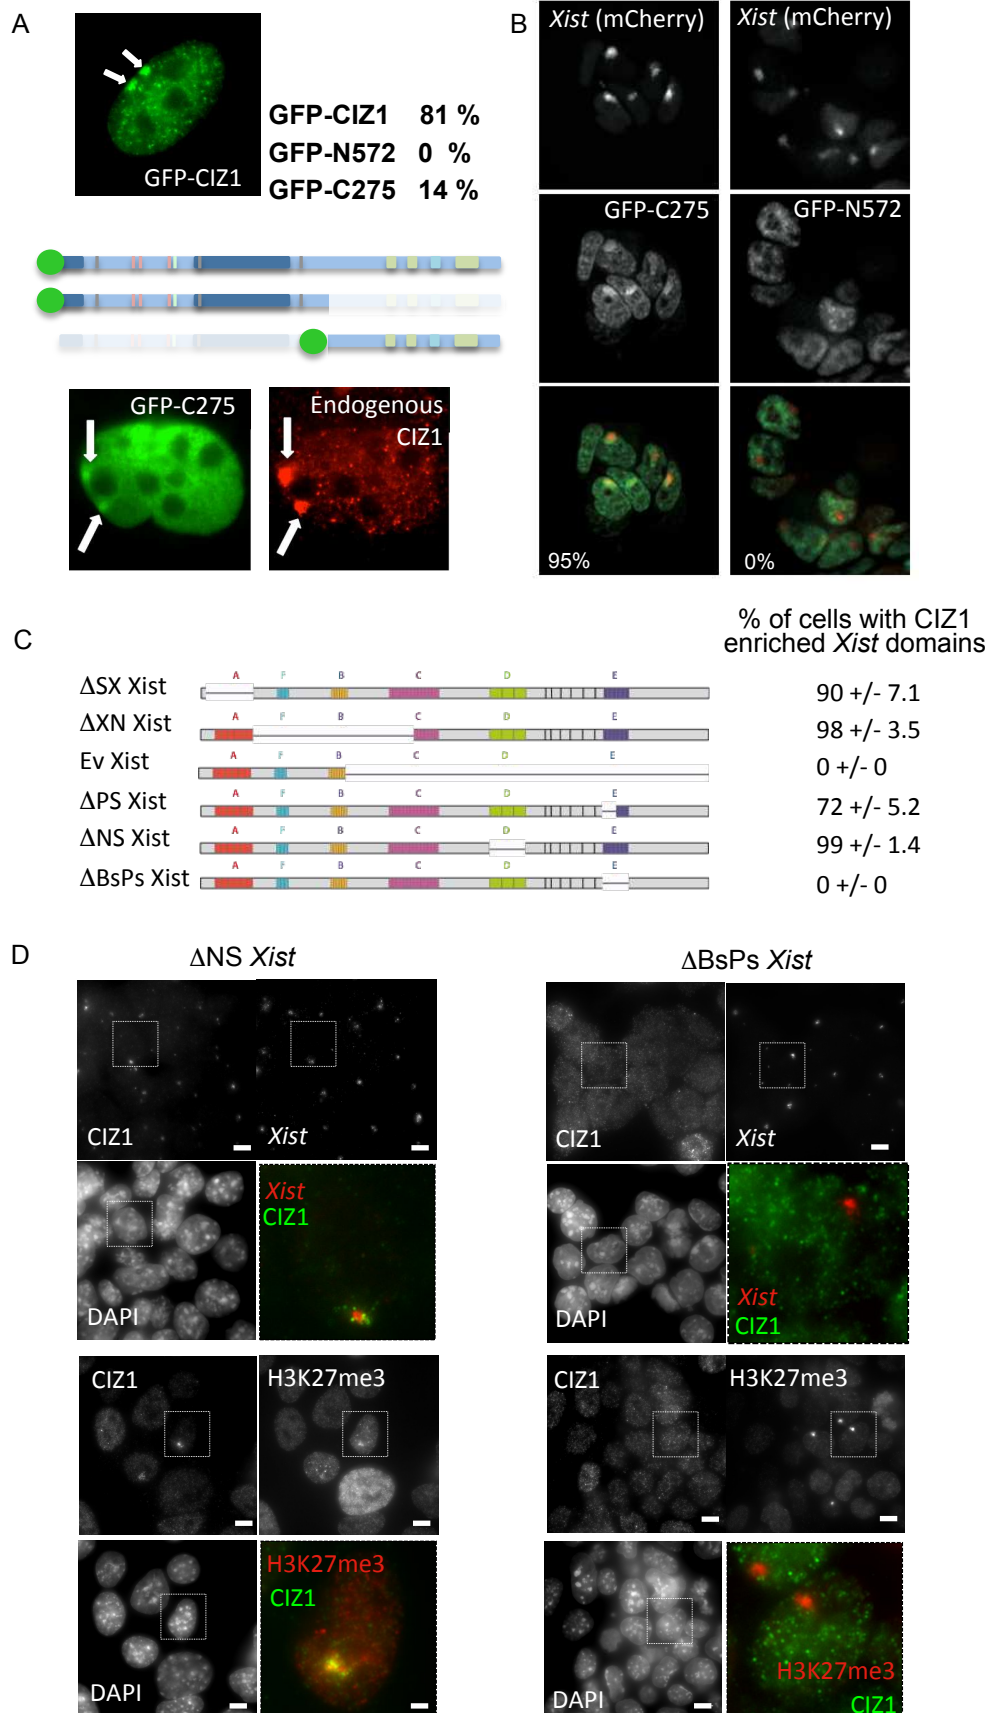 A
GFP-CIZ1
GFP-CIZ1 81 %
GFP-N572 0 %
GFP-C275 14 %
GFP-C275
Endogenous
CIZ1
B
Xist (mCherry)
Xist (mCherry)
GFP-C275
GFP-N572
95%
0%
C
% of cells with CIZ1
enriched Xist domains
A F B C D E
ΔSX Xist
90 +/- 7.1
A F B C D E
ΔXN Xist
98 +/- 3.5
A F B C D E
Ev Xist
0 +/- 0
A F B C D E
ΔPS Xist
72 +/- 5.2
A F B C D E
ΔNS Xist
99 +/- 1.4
A F B C D E
ΔBsPs Xist
0 +/- 0
D
ΔNS Xist
CIZ1
Xist
DAPI
Xist
CIZ1
CIZ1
H3K27me3
DAPI
H3K27me3
CIZ1
ΔBsPs Xist
CIZ1
Xist
DAPI
Xist
CIZ1
CIZ1
H3K27me3
DAPI
H3K27me3
CIZ1